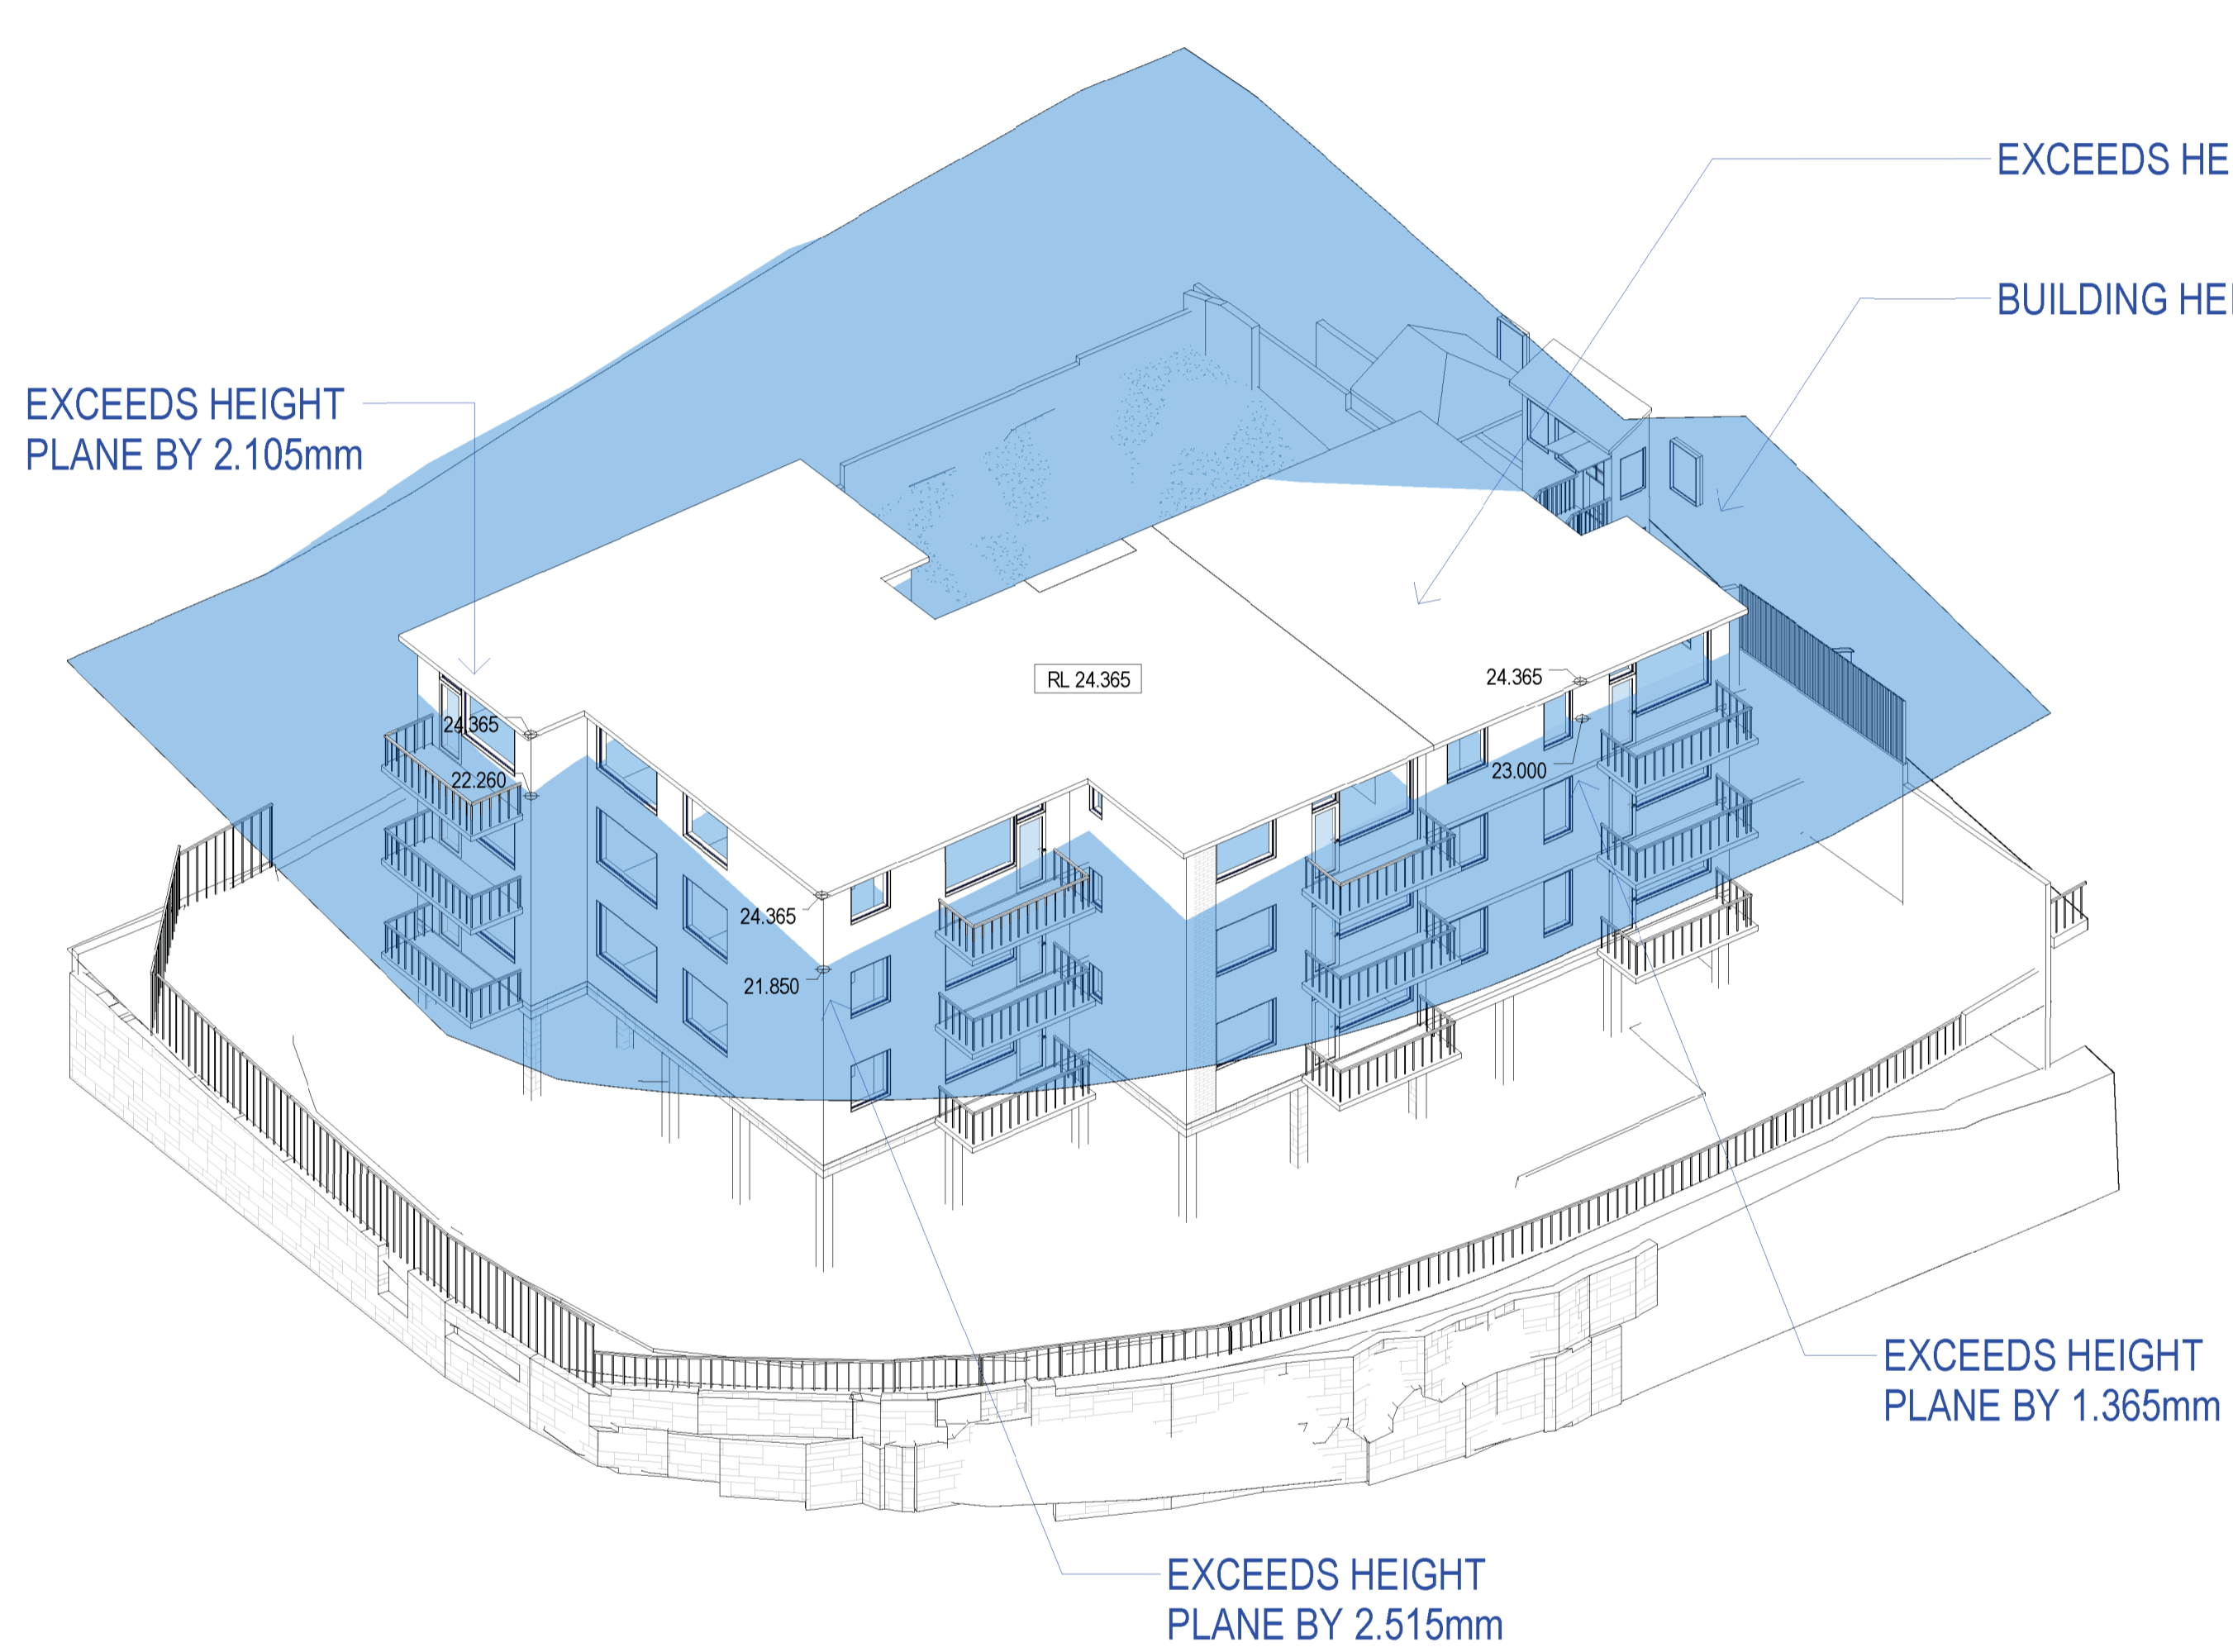 EXCEEDS HE
BUILDING HEI
EXCEEDS HEIGHT
PLANE BY 2.105mm
RL 24.365
24.365
24.365
22.260
23.000
24.365
21.850
EXCEEDS HEIGHT
PLANE BY 1.365mm
EXCEEDS HEIGHT
PLANE BY 2.515mm